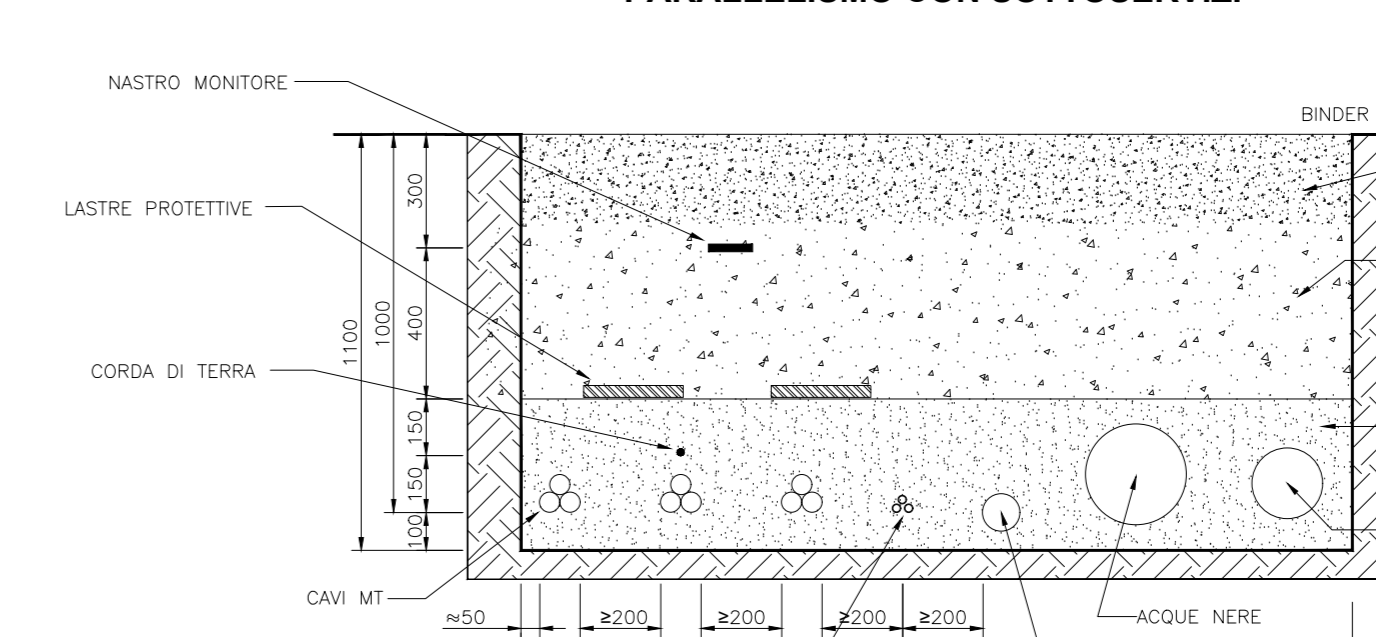 NASTRO MONITORE
BINDER
300
LASTRE PROTETTIVE
1100
1000
400
CORDA DI TERRA
150
150
100
CAVI MT
≈50
≥200
≥200
≥200
≥200
ACQUE NERE